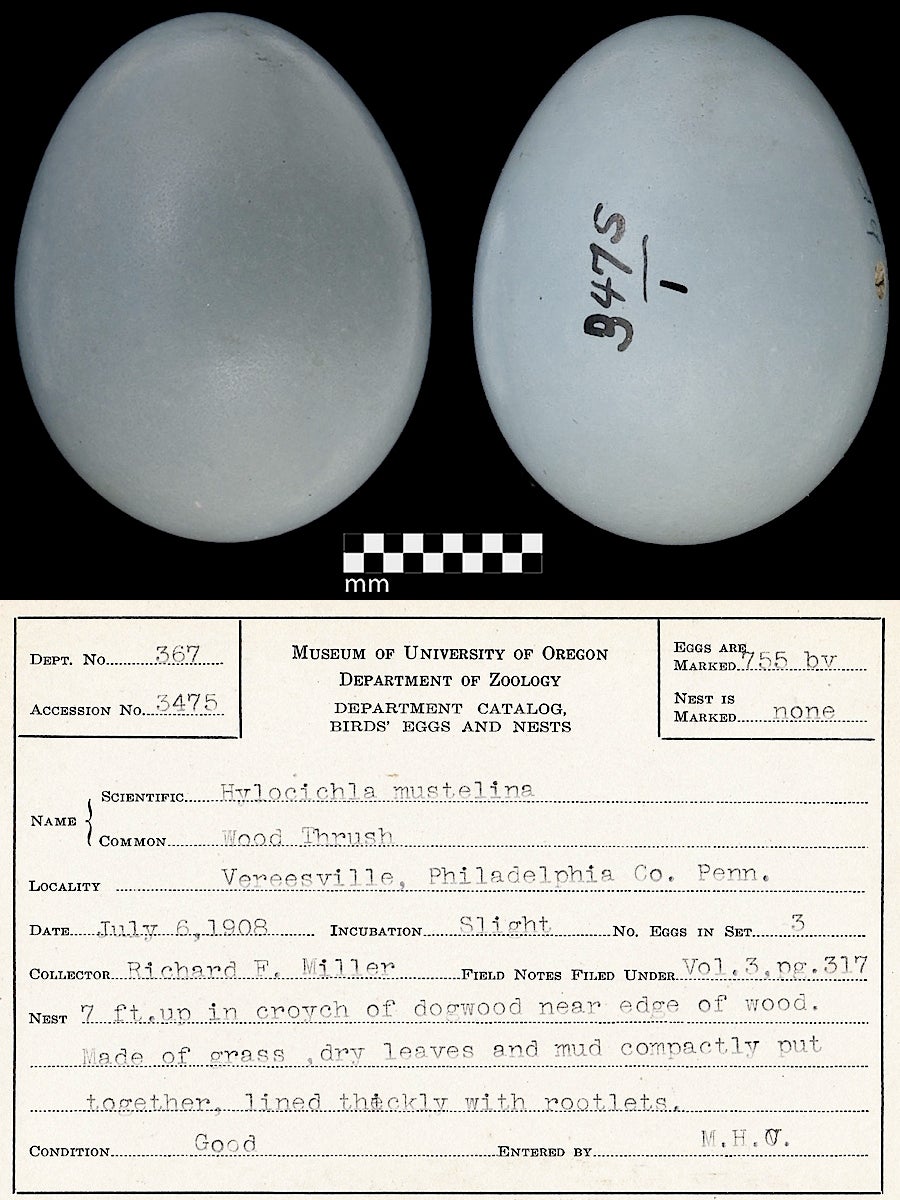 3475
1
mm
DEPT. No. 367
ACCESSION No. 3475
MUSEUM OF UNIVERSITY OF OREGON
DEPARTMENT OF ZOOLOGY
DEPARTMENT CATALOG,
BIRDS' EGGS AND NESTS
EGGS ARE
MARKED 755 bv
NEST IS
MARKED none
NAME
SCIENTIFIC Hylocichla mustelina
COMMON Wood Thrush
LOCALITY Vereesville, Philadelphia Co. Penn.
DATE July 6,1908 INCUBATION Slight No. EGGS IN SET 3
COLLECTOR Richard F. Miller FIELD NOTES FILED UNDER Vol.3,pg.317
NEST 7 ft.up in croych of dogwood near edge of wood.
Made of grass ,dry leaves and mud compactly put
together, lined thickly with rootlets.
CONDITION Good ENTERED BY M.H.